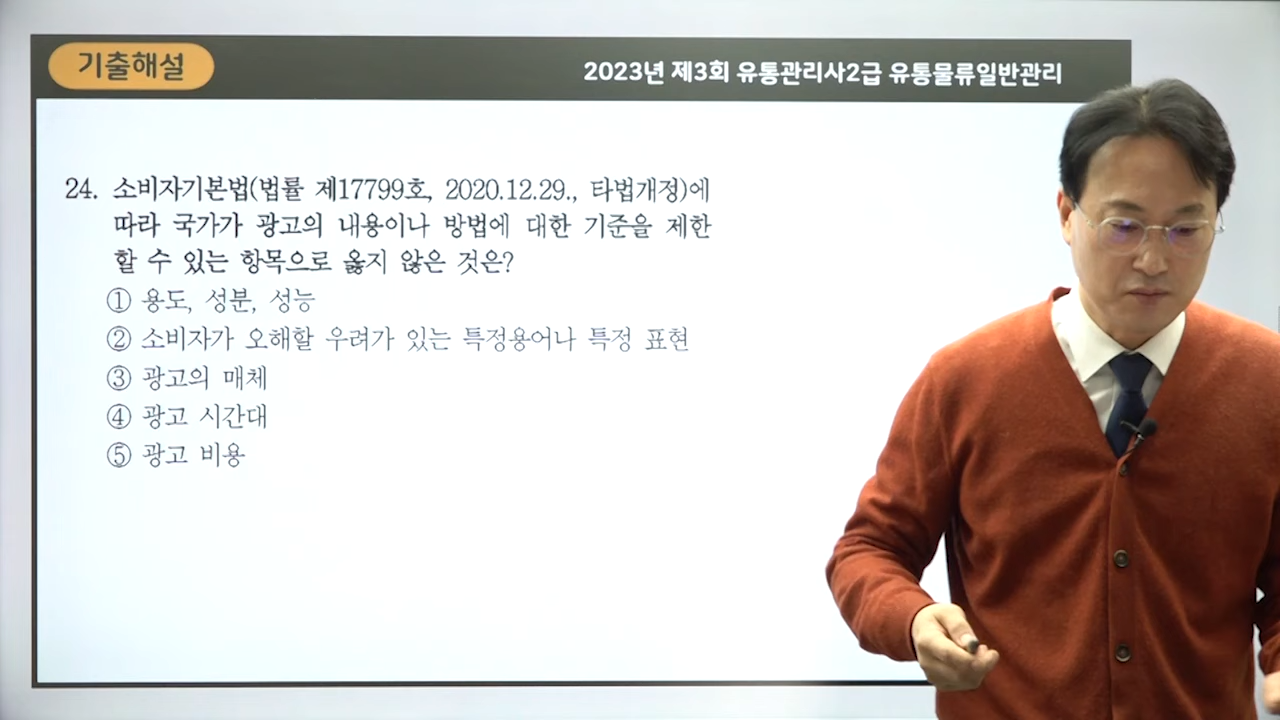 기출해설
2023년 제3회 유통관리사2급 유통물류일반관리
24. 소비자기본법(법률 제17799호, 2020.12.29., 타법개정)에
따라 국가가 광고의 내용이나 방법에 대한 기준을 제한
할 수 있는 항목으로 옳지 않은 것은?
① 용도, 성분, 성능
② 소비자가 오해할 우려가 있는 특정용어나 특정 표현
③ 광고의 매체
④ 광고 시간대
⑤ 광고 비용